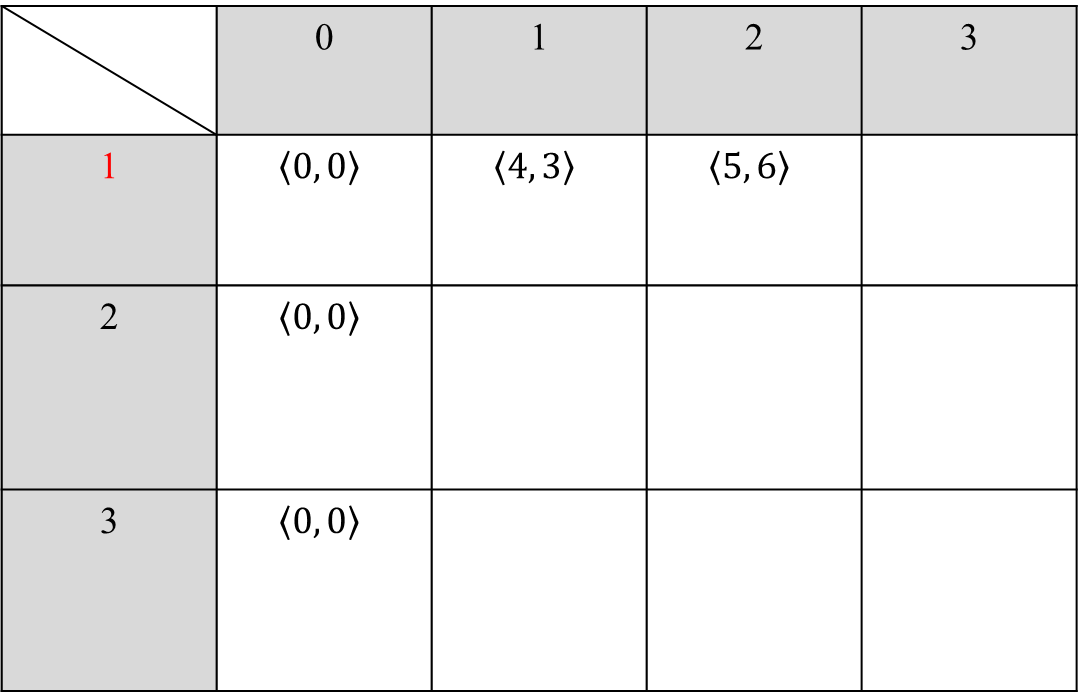 0 1 2 3
1 ⟨0, 0⟩ ⟨4, 3⟩ ⟨5, 6⟩
2 ⟨0, 0⟩
3 ⟨0, 0⟩